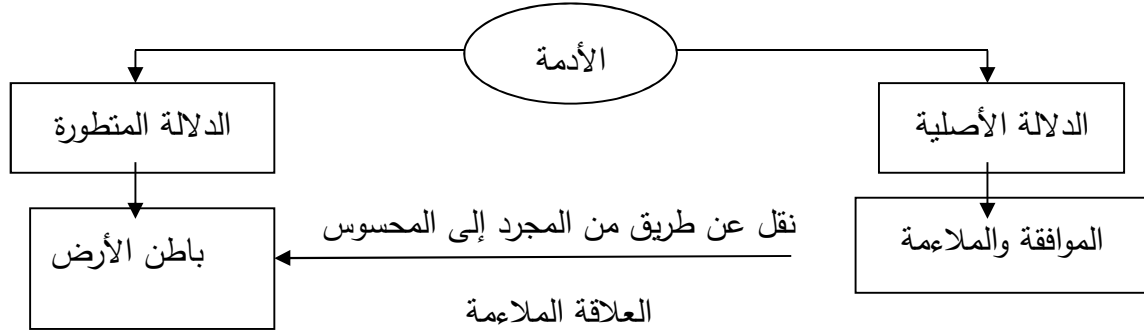 الأدمة
الدلالة الأصلية
الدلالة المتطورة
الموافقة والملاءمة
نقل عن طريق من المجرد إلى المحسوس
باطن الأرض
العلاقة الملاءمة